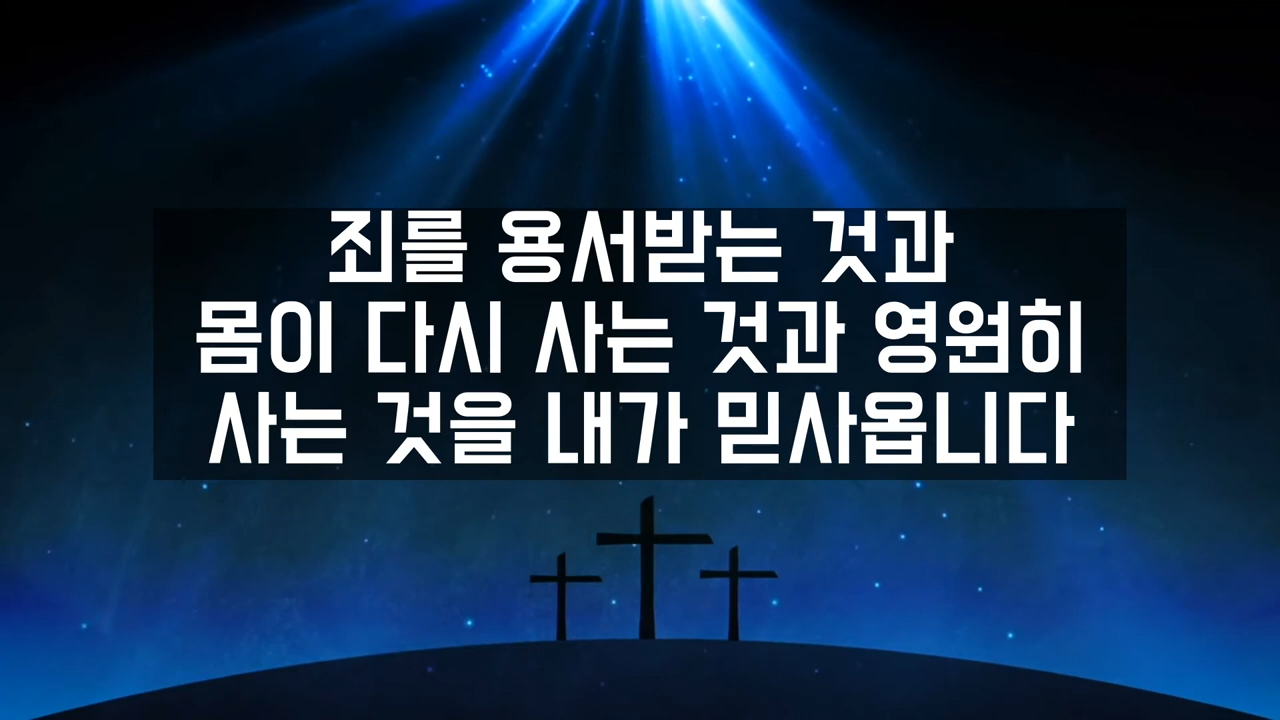 죄를 용서받는 것과
몸이 다시 사는 것과 영원히
사는 것을 내가 믿사옵니다